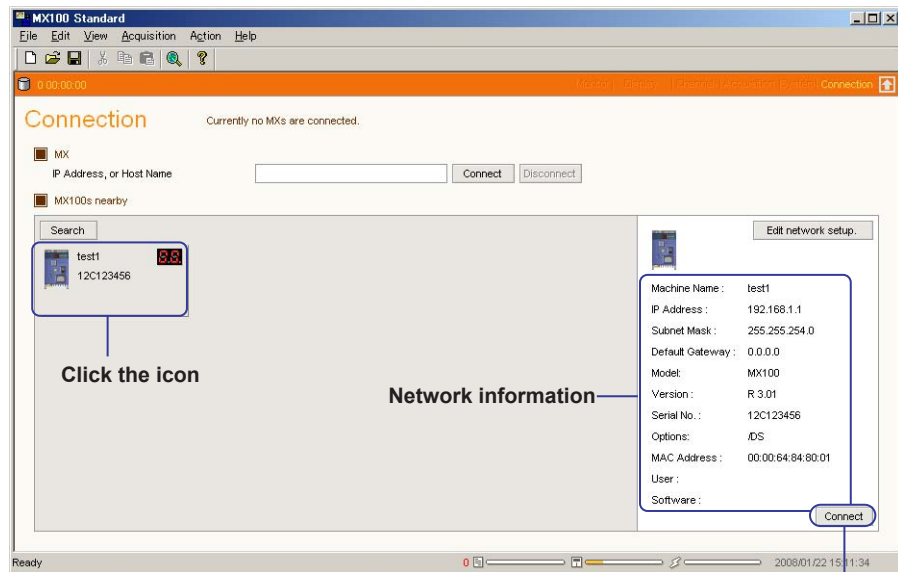 MX100 Standard
File Edit View Acquisition Action Help
0 00:00:00 Monitor Display Channel Acquisition System Connection
Connection Currently no MXs are connected.
MX
IP Address, or Host Name Connect Disconnect
MX100s nearby
Search Edit network setup.
test1 8.8.
12C123456
Machine Name : test1
IP Address : 192.168.1.1
Subnet Mask : 255.255.254.0
Default Gateway : 0.0.0.0
Model: MX100
Version : R 3.01
Serial No. : 12C123456
Options: /DS
MAC Address : 00:00:64:84:80:01
User :
Software :
Connect
Click the icon
Network information
Ready 0 2008/01/22 15:11:34